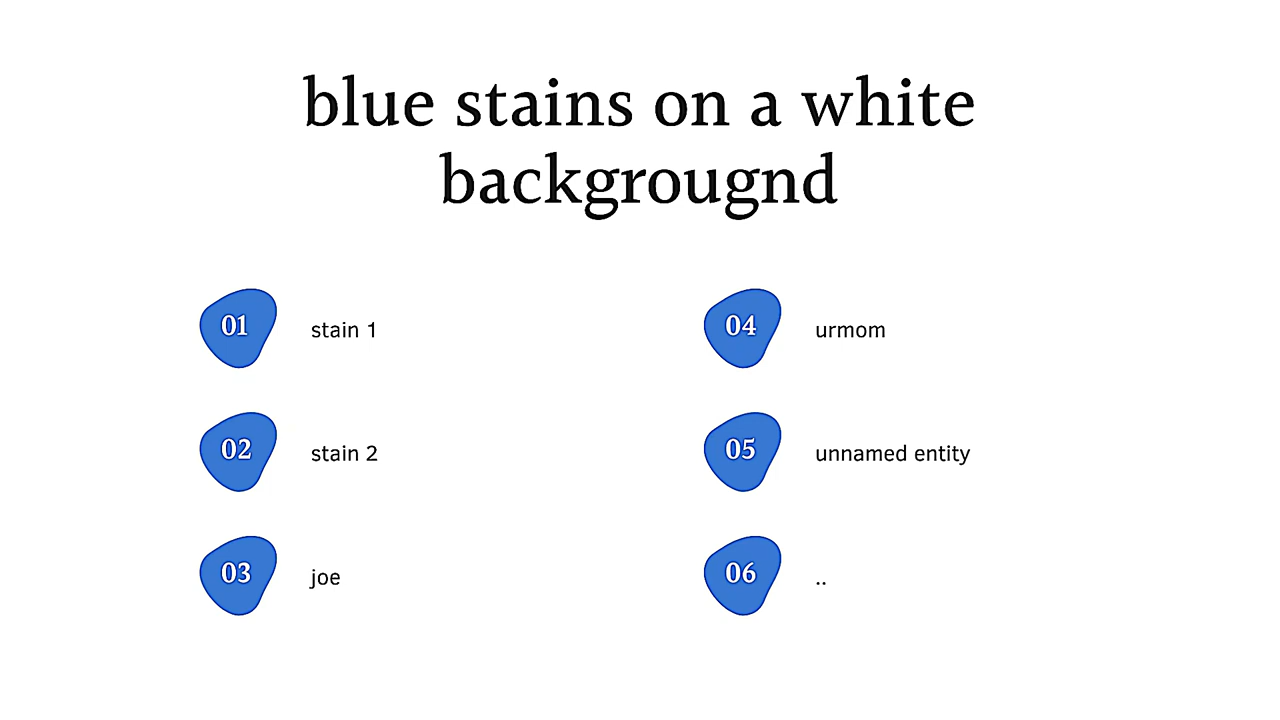 blue stains on a white
backgrougnd
01 stain 1
02 stain 2
03 joe
04 urmom
05 unnamed entity
06 ..